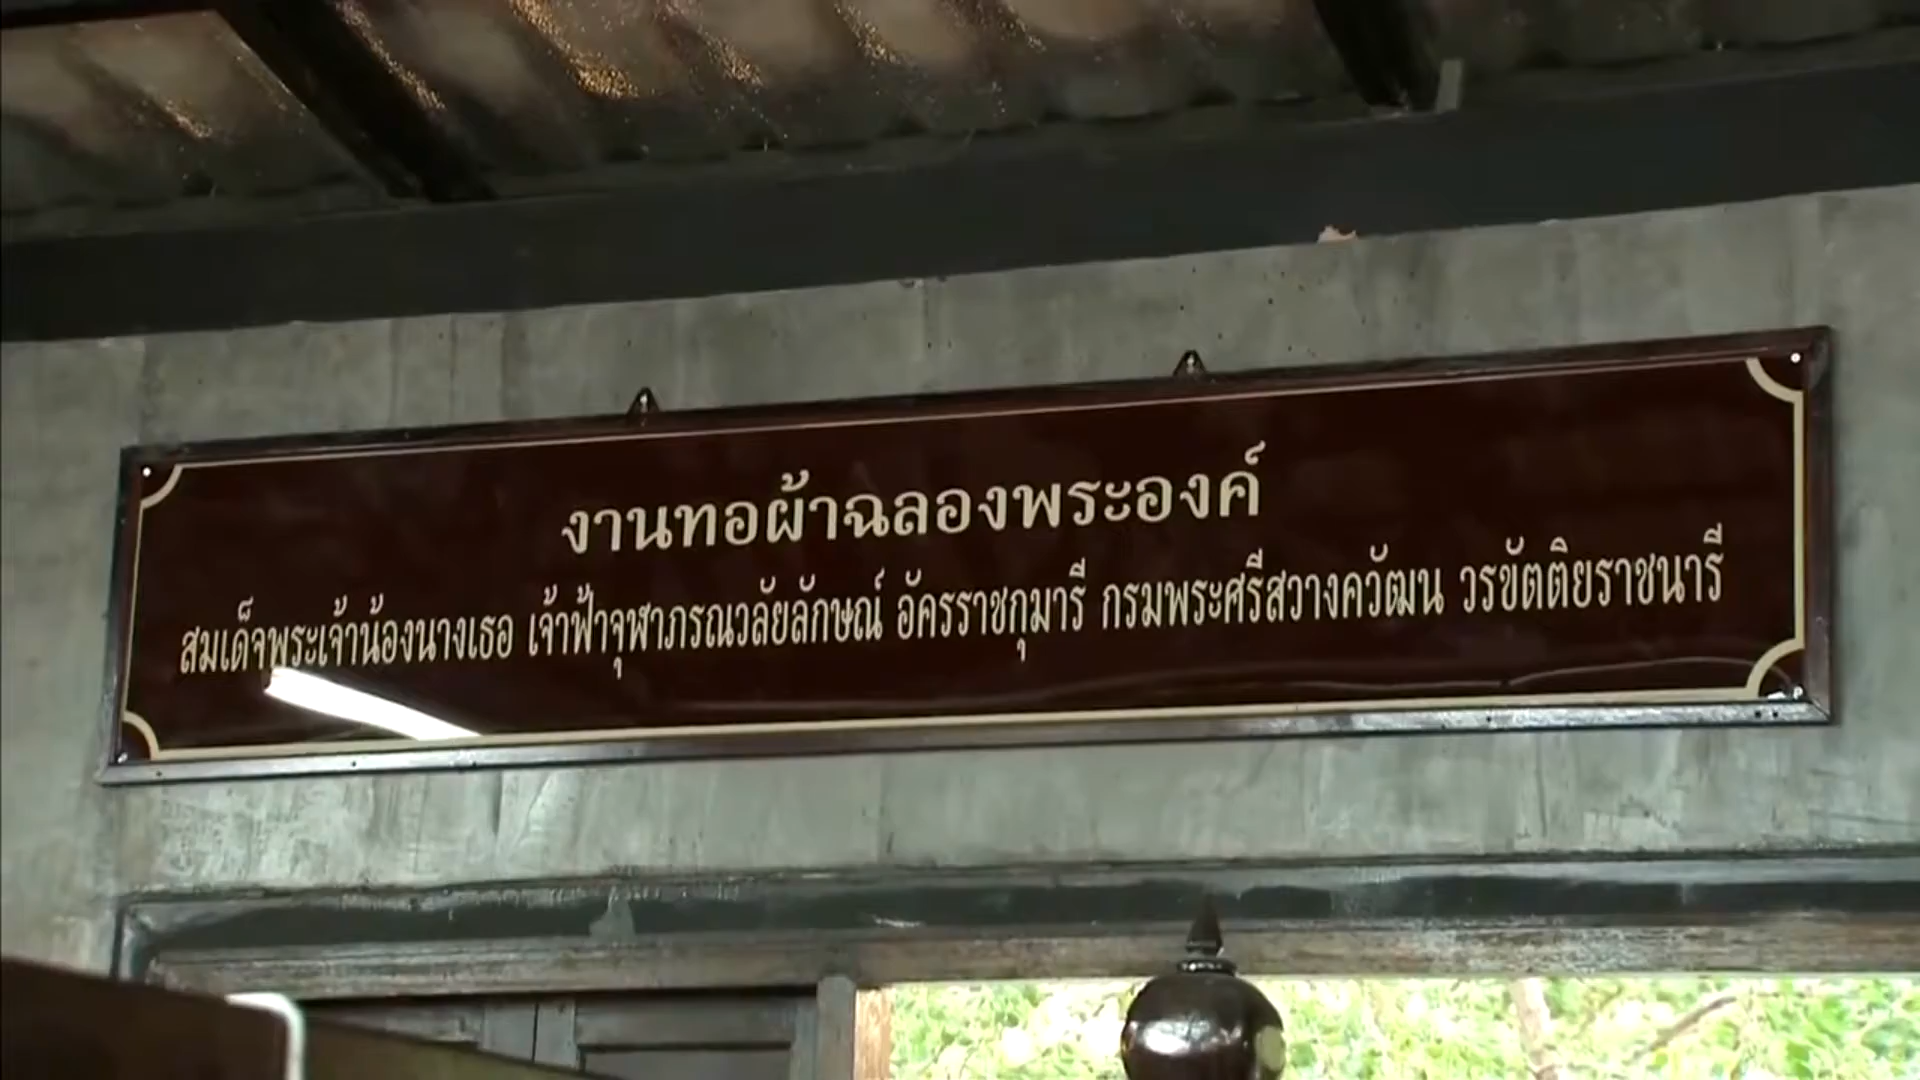 งานทอผ้าฉลองพระองค์
สมเด็จพระเจ้าน้องนางเธอ เจ้าฟ้าจุฬาภรณวลัยลักษณ์ อัครราชกุมารี กรมพระศรีสวางควัฒน วรขัตติยราชนารี